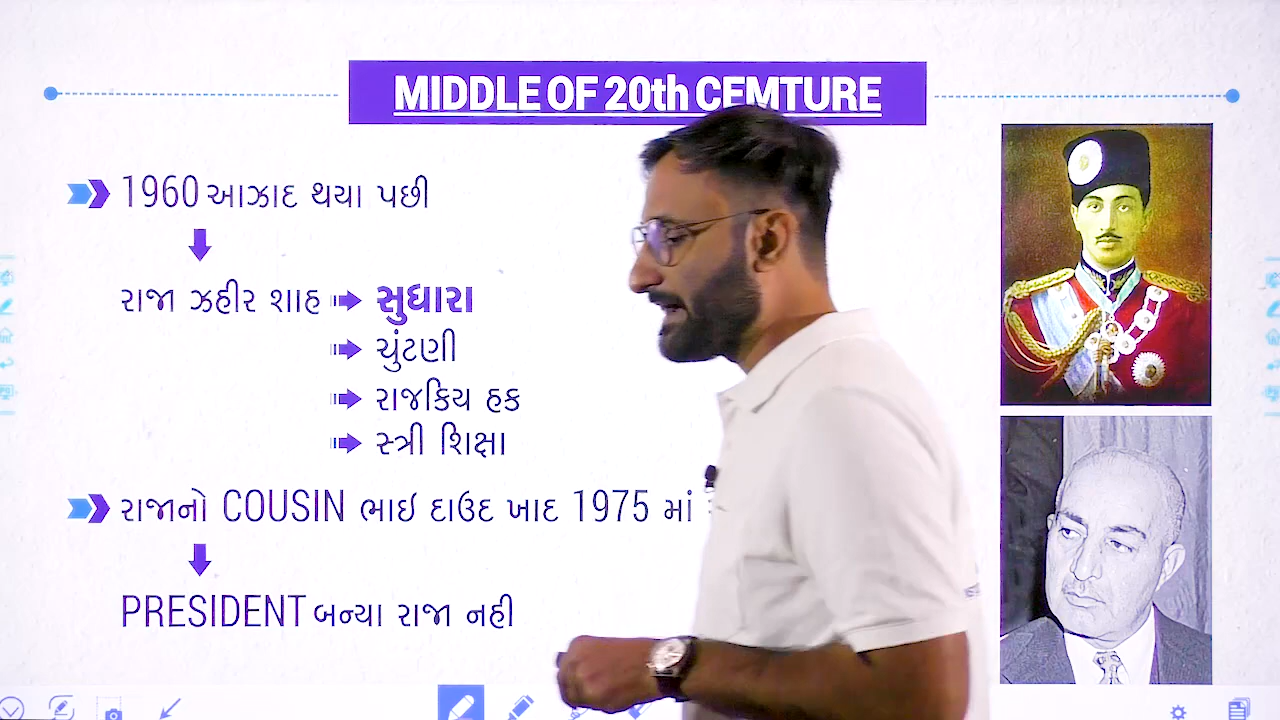 MIDDLE OF 20th CEMTURE
1960 આઝાદ થયા પછી
રાજા ઝહીર શાહ
સુધારા
ચુંટણી
રાજકિય હક
સ્ત્રી શિક્ષા
રાજાનો COUSIN ભાઇ દાઉદ ખાદ 1975 માં
PRESIDENT બન્યા રાજા નહી